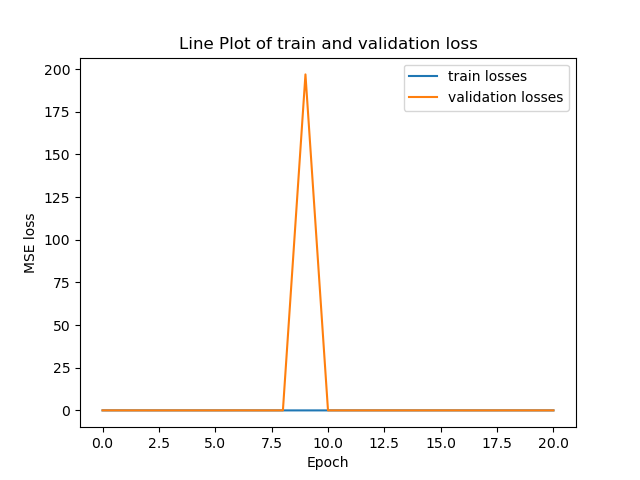 Line Plot of train and validation loss
train losses
validation losses
200
175
150
125
100
75
50
25
0
MSE loss
0.0 2.5 5.0 7.5 10.0 12.5 15.0 17.5 20.0
Epoch